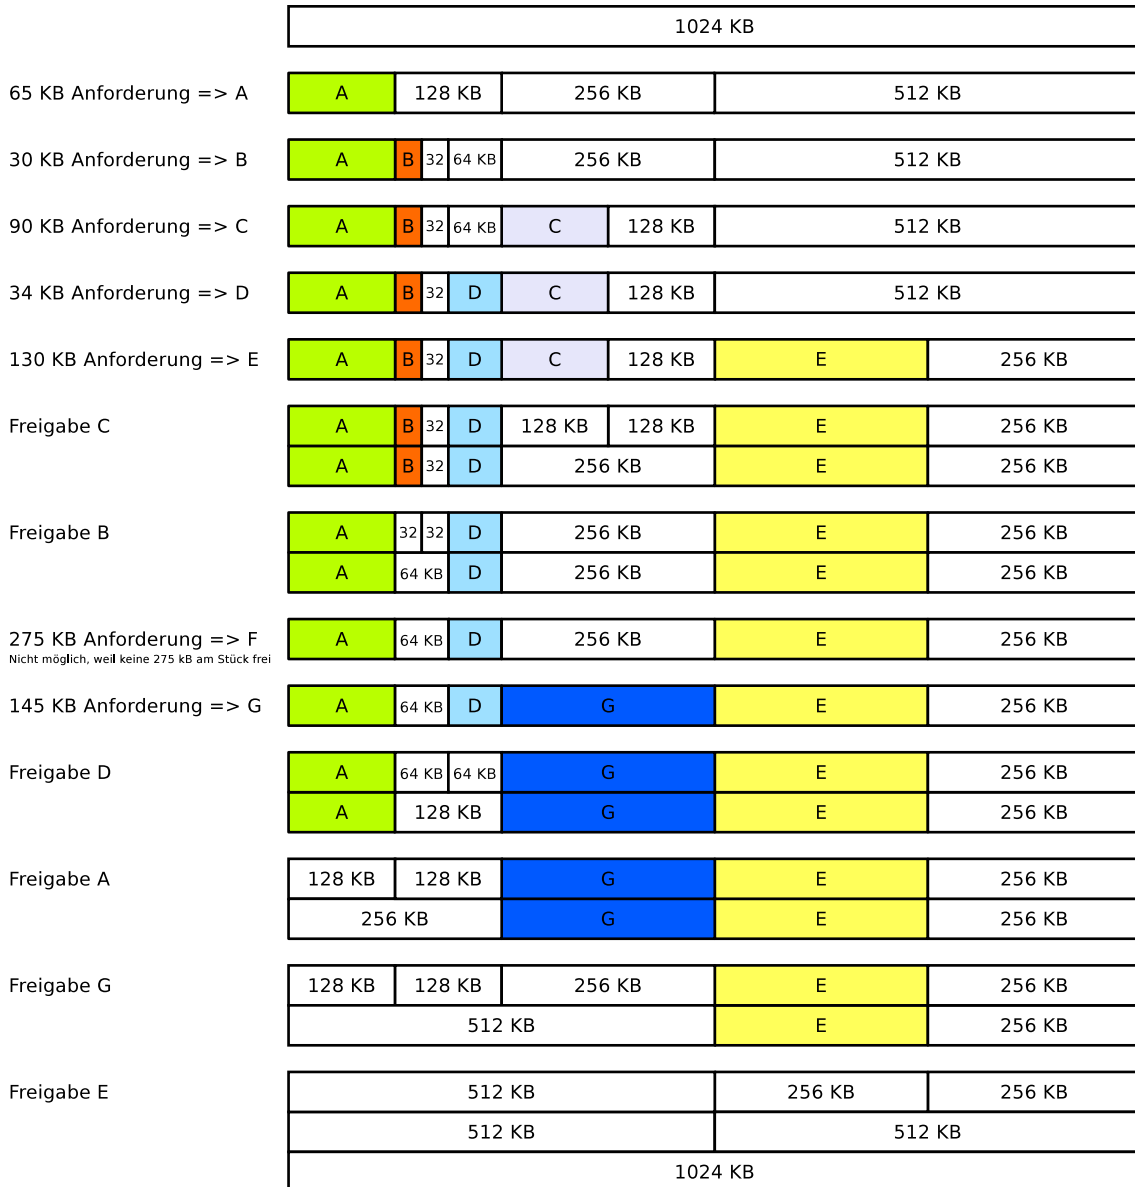 1024 KB
65 KB Anforderung => A A 128 KB 256 KB 512 KB
30 KB Anforderung => B A B 32 64 KB 256 KB 512 KB
90 KB Anforderung => C A B 32 64 KB C 128 KB 512 KB
34 KB Anforderung => D A B 32 D C 128 KB 512 KB
130 KB Anforderung => E A B 32 D C 128 KB E 256 KB
Freigabe C A B 32 D 128 KB 128 KB E 256 KB
A B 32 D 256 KB E 256 KB
Freigabe B A 32 32 D 256 KB E 256 KB
A 64 KB D 256 KB E 256 KB
275 KB Anforderung => F A 64 KB D 256 KB E 256 KB
Nicht möglich, weil keine 275 kB am Stück frei
145 KB Anforderung => G A 64 KB D G E 256 KB
Freigabe D A 64 KB 64 KB G E 256 KB
A 128 KB G E 256 KB
Freigabe A 128 KB 128 KB G E 256 KB
256 KB G E 256 KB
Freigabe G 128 KB 128 KB 256 KB E 256 KB
512 KB E 256 KB
Freigabe E 512 KB 256 KB 256 KB
512 KB 512 KB
1024 KB